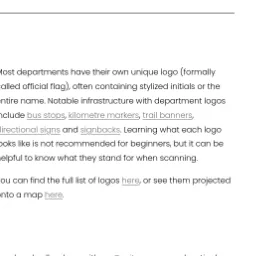 Most departments have their own unique logo (formally
called official flag), often containing stylized initials or the
entire name. Notable infrastructure with department logos
include bus stops, kilometre markers, trail banners,
directional signs and signbacks. Learning what each logo
looks like is not recommended for beginners, but it can be
helpful to know what they stand for when scanning.
You can find the full list of logos here, or see them projected
onto a map here.